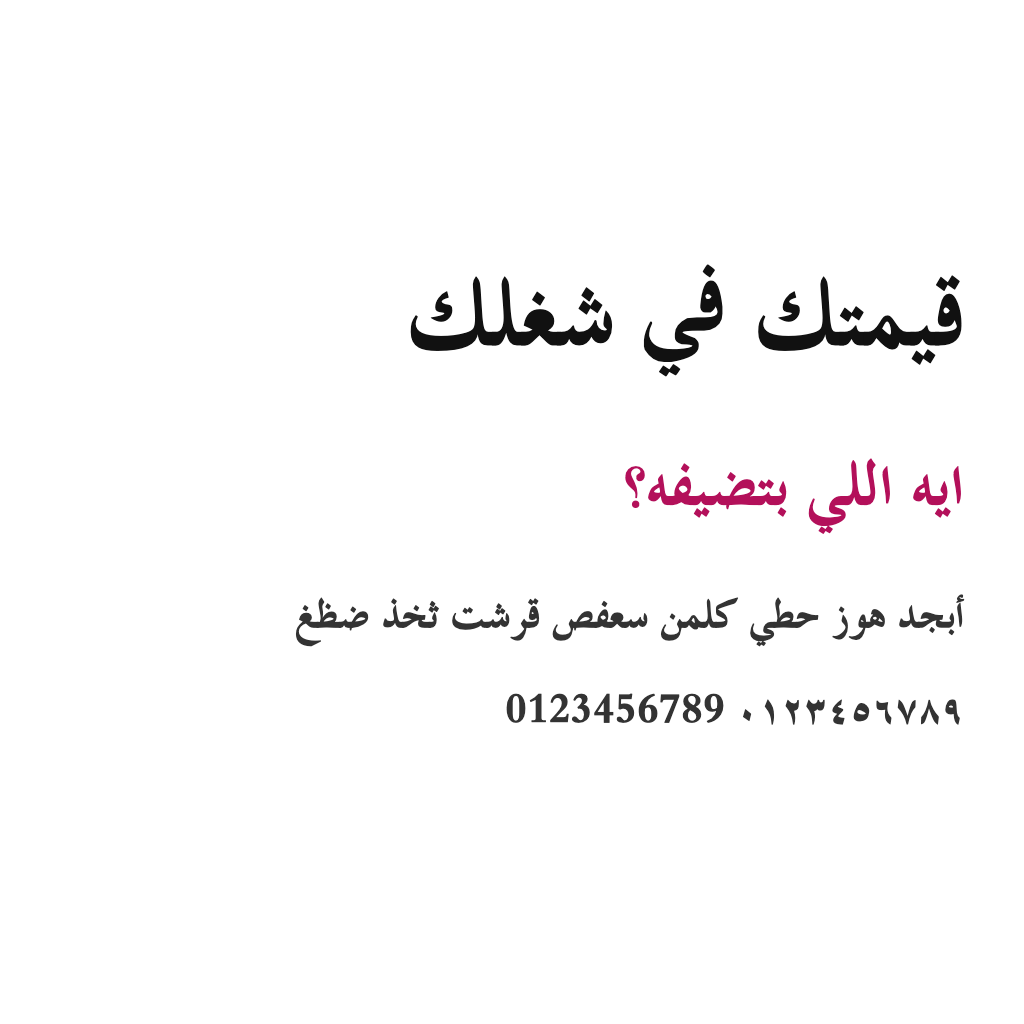 قيمتك في شغلك
ايه اللي بتضيفه؟
أبجد هوز حطي كلمن سعفص قرشت ثخذ ضظغ
0123456789 ٠١٢٣٤٥٦٧٨٩